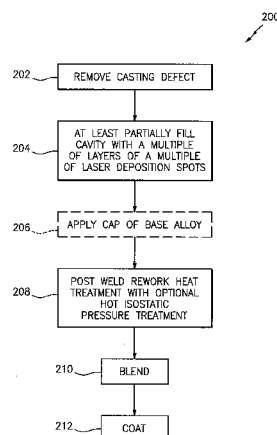 200
202
REMOVE CASTING DEFECT
204
AT LEAST PARTIALLY FILL
CAVITY WITH A MULTIPLE
OF LAYERS OF A MULTIPLE
OF LASER DEPOSITION SPOTS
206
APPLY CAP OF BASE ALLOY
208
POST WELD REWORK HEAT
TREATMENT WITH OPTIONAL
HOT ISOSTATIC
PRESSURE TREATMENT
210
BLEND
212
COAT